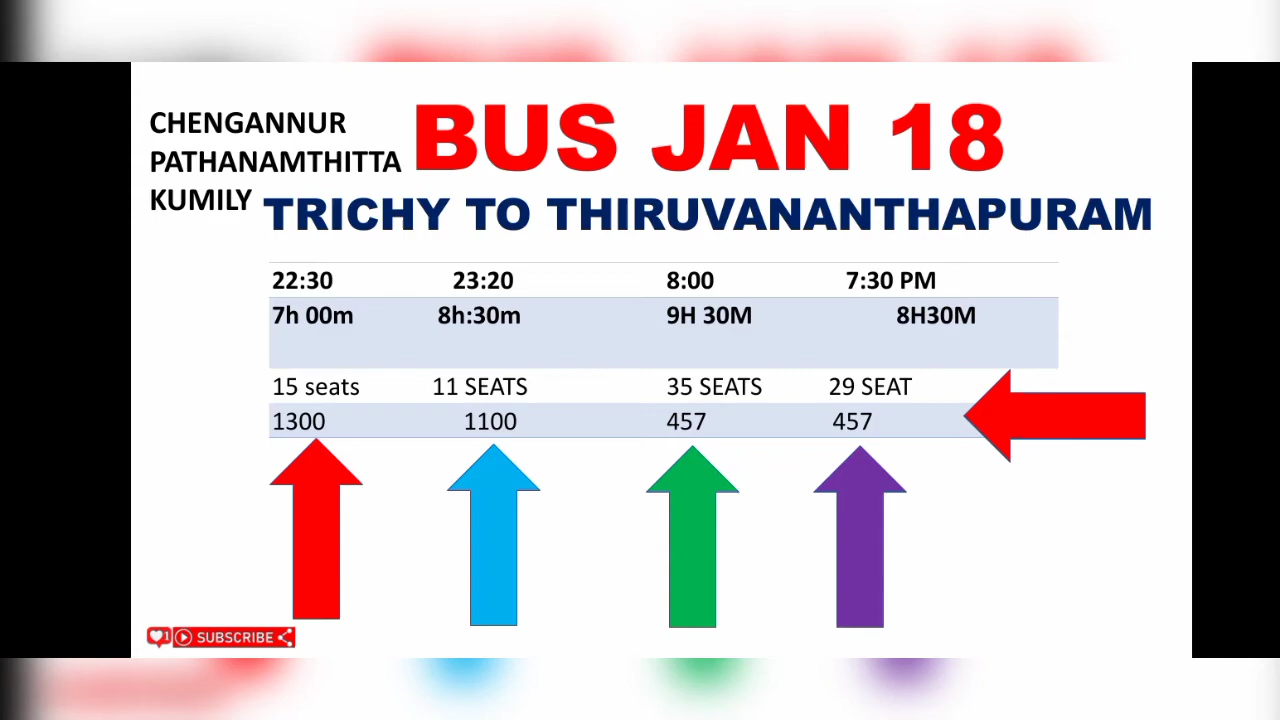 CHENGANNUR
PATHANAMTHITTA
KUMILY
BUS JAN 18
TRICHY TO THIRUVANANTHAPURAM
22:30 23:20 8:00 7:30 PM
7h 00m 8h:30m 9H 30M 8H30M
15 seats 11 SEATS 35 SEATS 29 SEAT
1300 1100 457 457
1 SUBSCRIBE